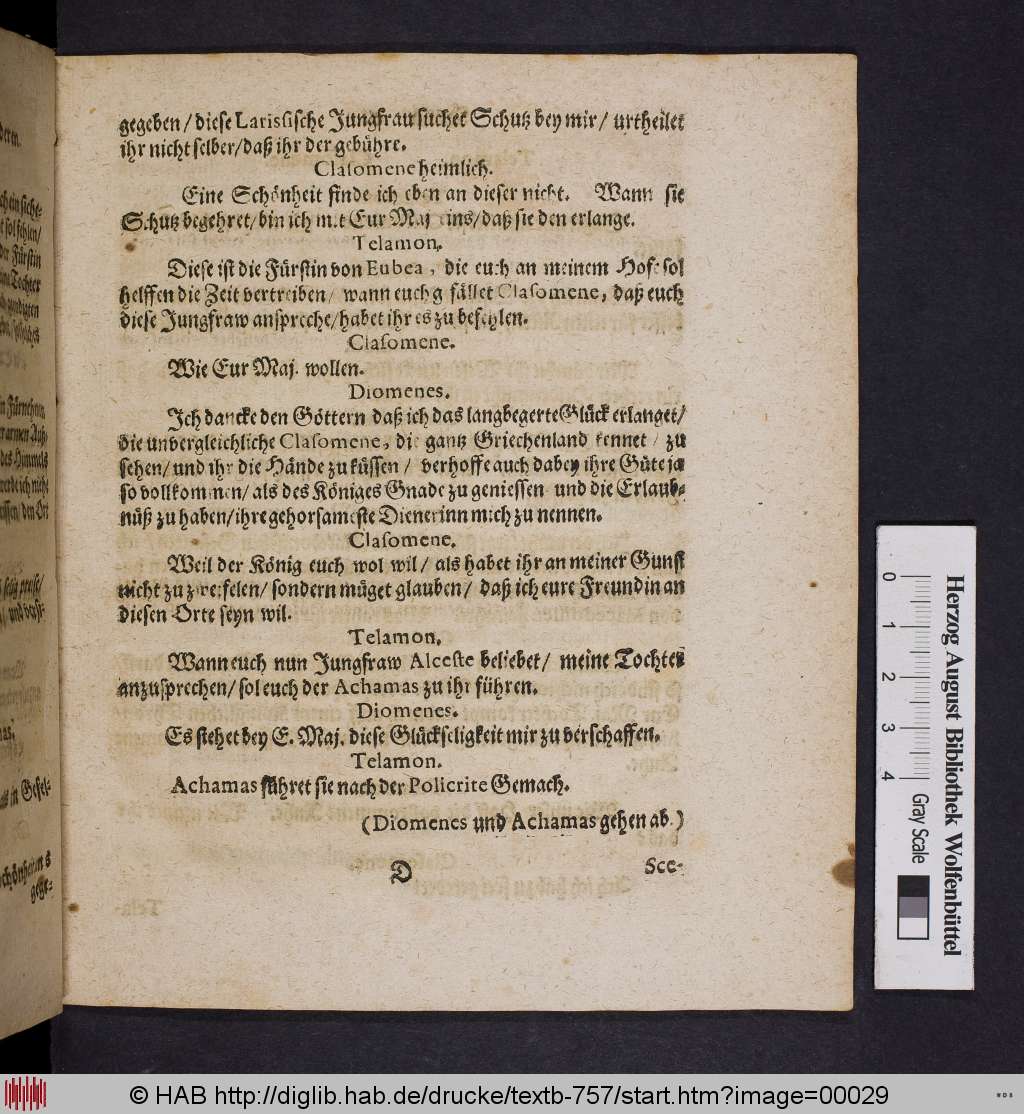 gegeben / diese Larissische Jungfrau suchet Schutz bey mir / urtheilet
ihr nicht selber/daß ihr der gebühre.
Clasomene heimlich.
Eine Schönheit finde ich eben an dieser nicht. Wann sie
Schutz begehret/bin ich mit Eur Maj eins/daß sie den erlange.
Telamon.
Diese ist die Fürstin von Eubea, die euch an meinem Hofe sol
helffen die Zeit vertreiben/ wann euch g fället Clasomene, daß euch
diese Jungfraw anspreche/habet ihr es zu befehlen.
Clasomene.
Wie Eur Maj. wollen.
Diomenes.
Ich dancke den Göttern daß ich das langbegerte Glück erlanget/
die unvergleichliche Clasomene, die gantz Griechenland kennet / zu
sehen/und ihr die Hände zu küssen / verhoffe auch dabey ihre Güte ja
so vollkommen/ als des Königes Gnade zu geniessen und die Erlaub-
nüß zu haben/ihre gehorsameste Dienerinn mich zu nennen.
Clasomene.
Weil der König euch wol wil/ als habet ihr an meiner Gunst
nicht zu zweifelen/ sondern müget glauben/ daß ich eure Freundin an
diesen Orte seyn wil.
Telamon.
Wann euch nun Jungfraw Alceste beliebet/ meine Tochter
anzusprechen/ sol euch der Achamas zu ihr führen.
Diomenes.
Es stehet bey E. Maj. diese Glückseligkeit mir zu verschaffen.
Telamon.
Achamas führet sie nach der Policrite Gemach.
(Diomenes und Achamas gehen ab.)
D Sce-
Herzog August Bibliothek Wolfenbüttel
0 1 2 3 4 Gray Scale
© HAB http://diglib.hab.de/drucke/textb-757/start.htm?image=00029